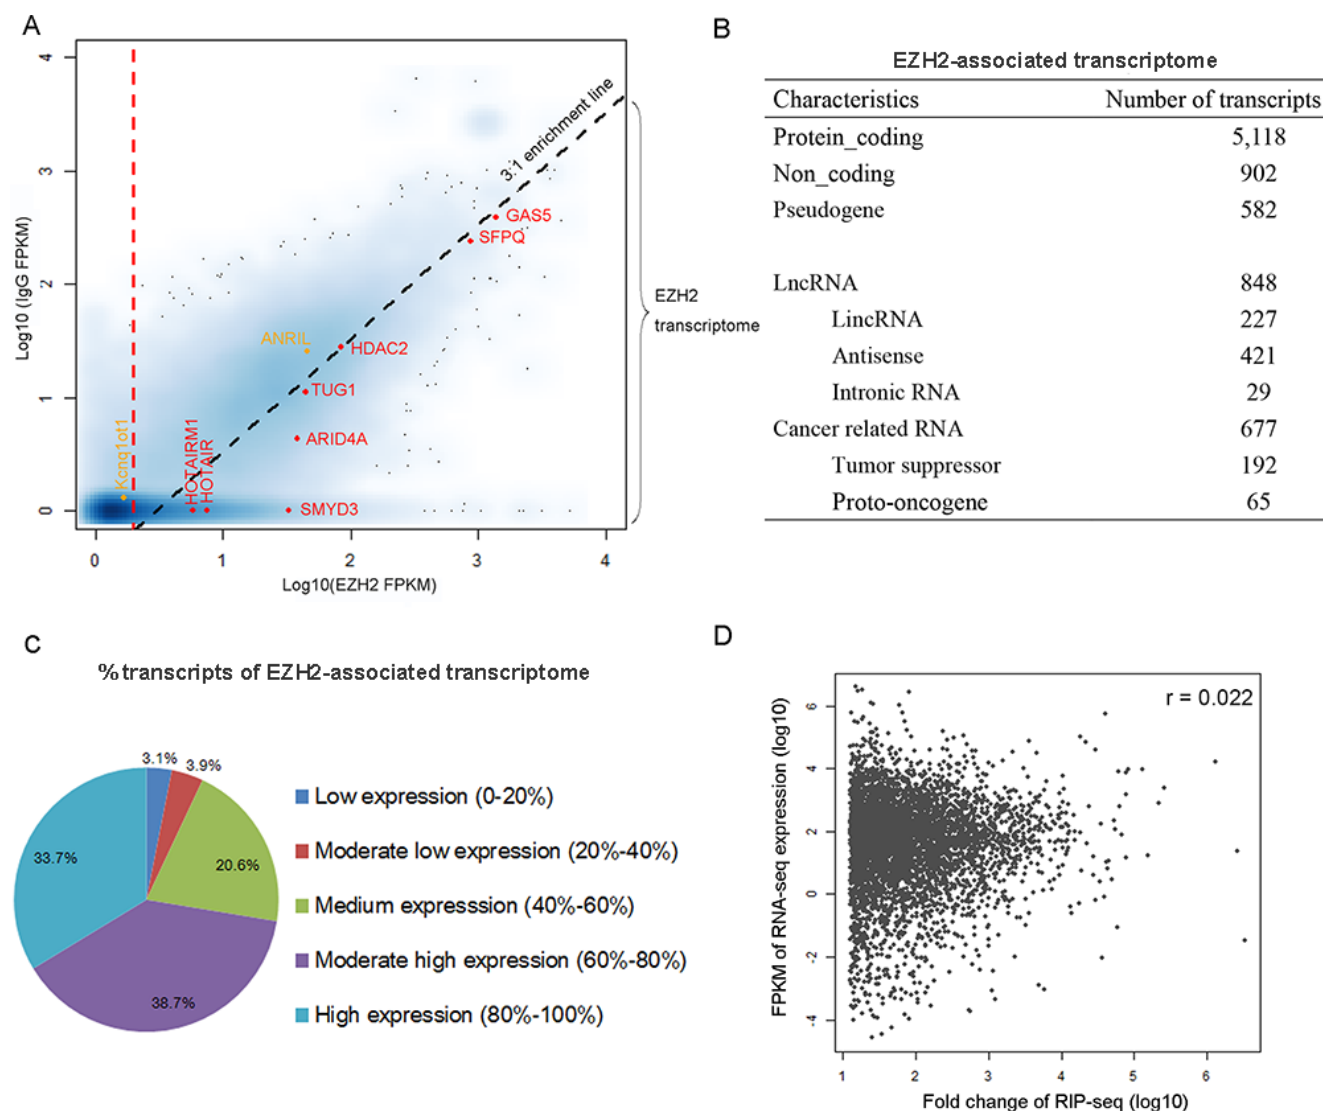 A
Log10 (IgG FPKM)
4
3
2
1
0
0
1
2
3
4
Log10(EZH2 FPKM)
3:1 enrichment line
GAS5
SFPQ
ANRIL
HDAC2
TUG1
ARID4A
Kcnq1ot1
HOTAIRM1
HOTAIR
SMYD3
EZH2
transcriptome
B
EZH2-associated transcriptome
Characteristics Number of transcripts
Protein_coding 5,118
Non_coding 902
Pseudogene 582
LncRNA 848
LincRNA 227
Antisense 421
Intronic RNA 29
Cancer related RNA 677
Tumor suppressor 192
Proto-oncogene 65
C
% transcripts of EZH2-associated transcriptome
3.1%
3.9%
20.6%
38.7%
33.7%
Low expression (0-20%)
Moderate low expression (20%-40%)
Medium expresssion (40%-60%)
Moderate high expression (60%-80%)
High expression (80%-100%)
D
r = 0.022
FPKM of RNA-seq expression (log10)
6
4
2
0
-2
-4
1
2
3
4
5
6
Fold change of RIP-seq (log10)